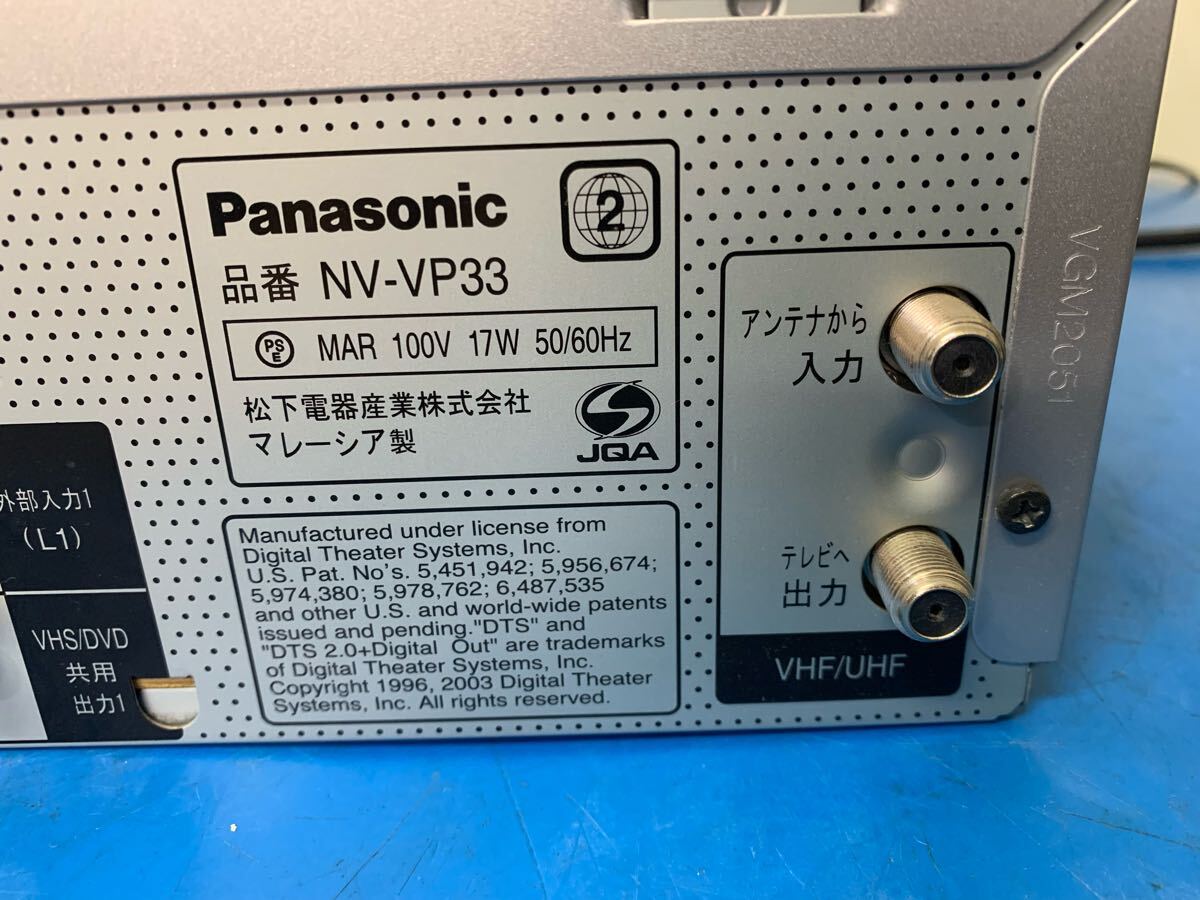 Panasonic
2
品番 NV-VP33
PSE MAR 100V 17W 50/60Hz
松下電器産業株式会社
マレーシア製
JQA
Manufactured under license from
Digital Theater Systems, Inc.
U.S. Pat. No's. 5,451,942; 5,956,674;
5,974,380; 5,978,762; 6,487,535
and other U.S. and world-wide patents
issued and pending."DTS" and
"DTS 2.0+Digital Out" are trademarks
of Digital Theater Systems, Inc.
Copyright 1996, 2003 Digital Theater
Systems, Inc. All rights reserved.
外部入力1
(L1)
VHS/DVD
共用
出力1
アンテナから
入力
テレビへ
出力
VHF/UHF
VGM2051